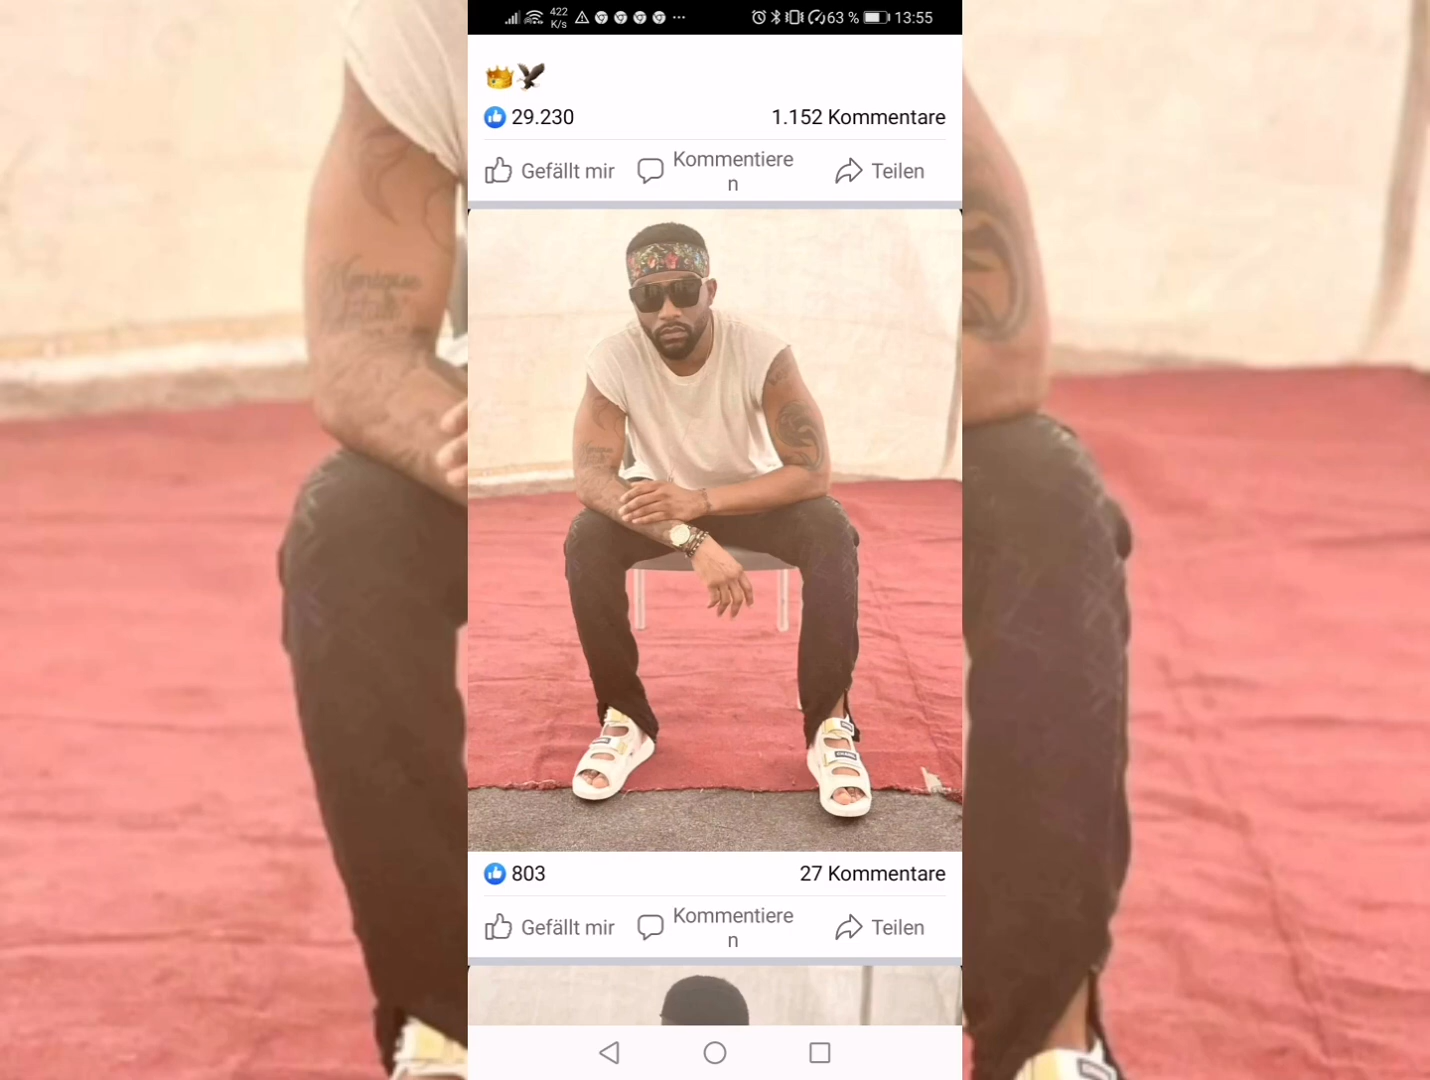 422
K/s
63 %
13:55
29.230
1.152 Kommentare
Gefällt mir
Kommentiere
n
Teilen
803
27 Kommentare
Gefällt mir
Kommentiere
n
Teilen